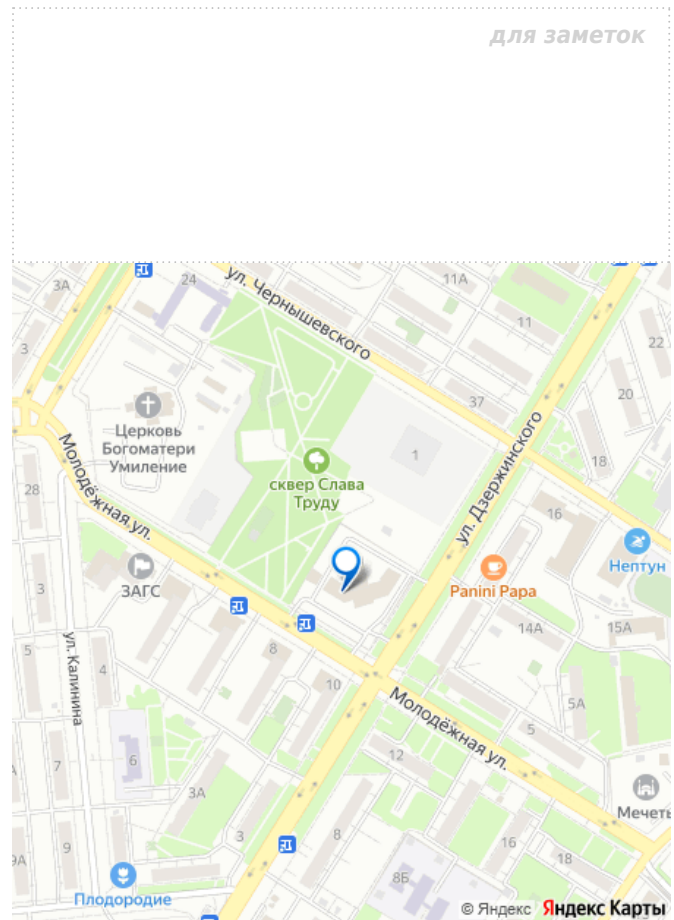 для заметок
3А
24
ул. Чернышевского
11А
11
22
3
37
20
Церковь
Богоматери
Умиление
1
ул. Дзержинского
18
сквер Слава
Труду
Молодёжная ул.
28
16
Нептун
ЗАГС
3
Panini Papa
14А
15А
ул. Калинина
5
4
8
10
Молодёжная ул.
5А
5
12
7
6
3А
Мечеть
9А
9
3
8
16
18
8Б
Плодородие
© Яндекс Яндекс Карты